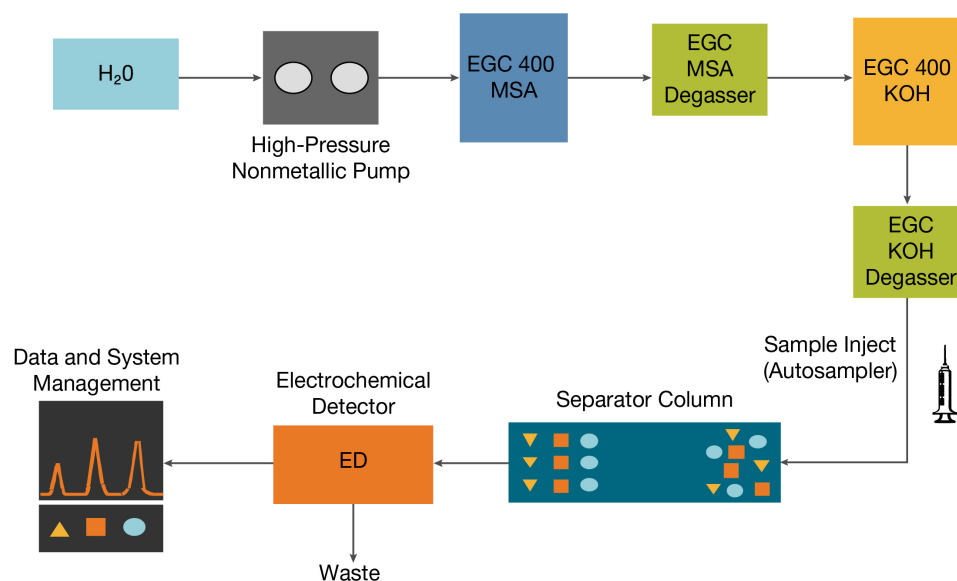 H₂0
High-Pressure
Nonmetallic Pump
EGC 400
MSA
EGC
MSA
Degasser
EGC 400
KOH
EGC
KOH
Degasser
Sample Inject
(Autosampler)
Separator Column
Electrochemical
Detector
ED
Waste
Data and System
Management